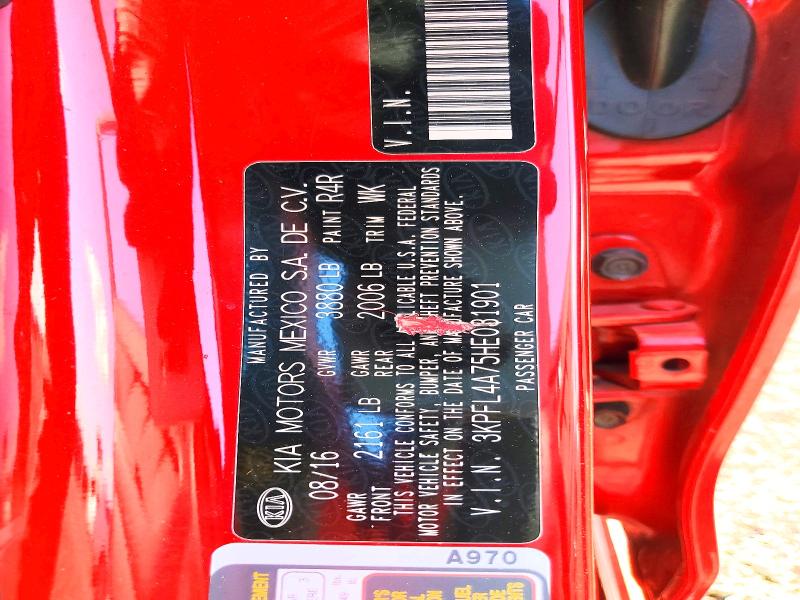 V.I.N.
MANUFACTURED BY
KIA
KIA MOTORS MEXICO S.A. DE C.V.
08/16 GVWR 3880 LB PAINT R4R
GAWR FRONT 2161 LB GAWR REAR 2006 LB TRIM WK
THIS VEHICLE CONFORMS TO ALL U.S.A. FEDERAL
MOTOR VEHICLE SAFETY, BUMPER, AND THEFT PREVENTION STANDARDS
IN EFFECT ON THE DATE OF MANUFACTURE SHOWN ABOVE.
V.I.N. 3KPFL4A75HE031901
PASSENGER CAR
A970
DOOR